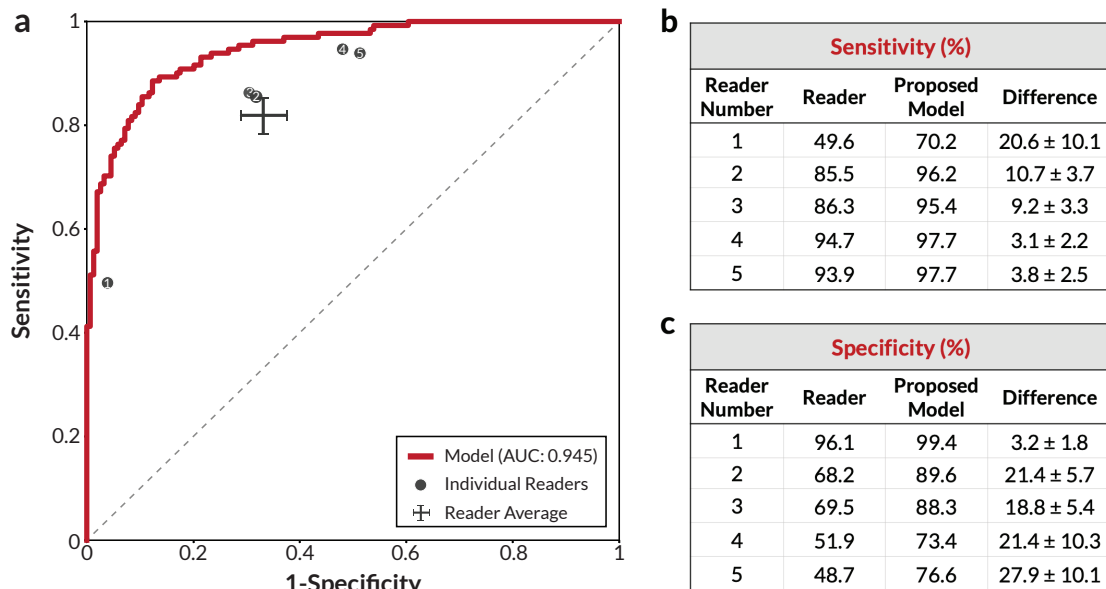 a
1
0.8
0.6
0.4
0.2
0
Sensitivity
0
0.2
0.4
0.6
0.8
1
1-Specificity
1
2
3
4
5
Model (AUC: 0.945)
Individual Readers
Reader Average
b
Sensitivity (%)
Reader Number Reader Proposed Model Difference
1 49.6 70.2 20.6 ± 10.1
2 85.5 96.2 10.7 ± 3.7
3 86.3 95.4 9.2 ± 3.3
4 94.7 97.7 3.1 ± 2.2
5 93.9 97.7 3.8 ± 2.5
c
Specificity (%)
Reader Number Reader Proposed Model Difference
1 96.1 99.4 3.2 ± 1.8
2 68.2 89.6 21.4 ± 5.7
3 69.5 88.3 18.8 ± 5.4
4 51.9 73.4 21.4 ± 10.3
5 48.7 76.6 27.9 ± 10.1